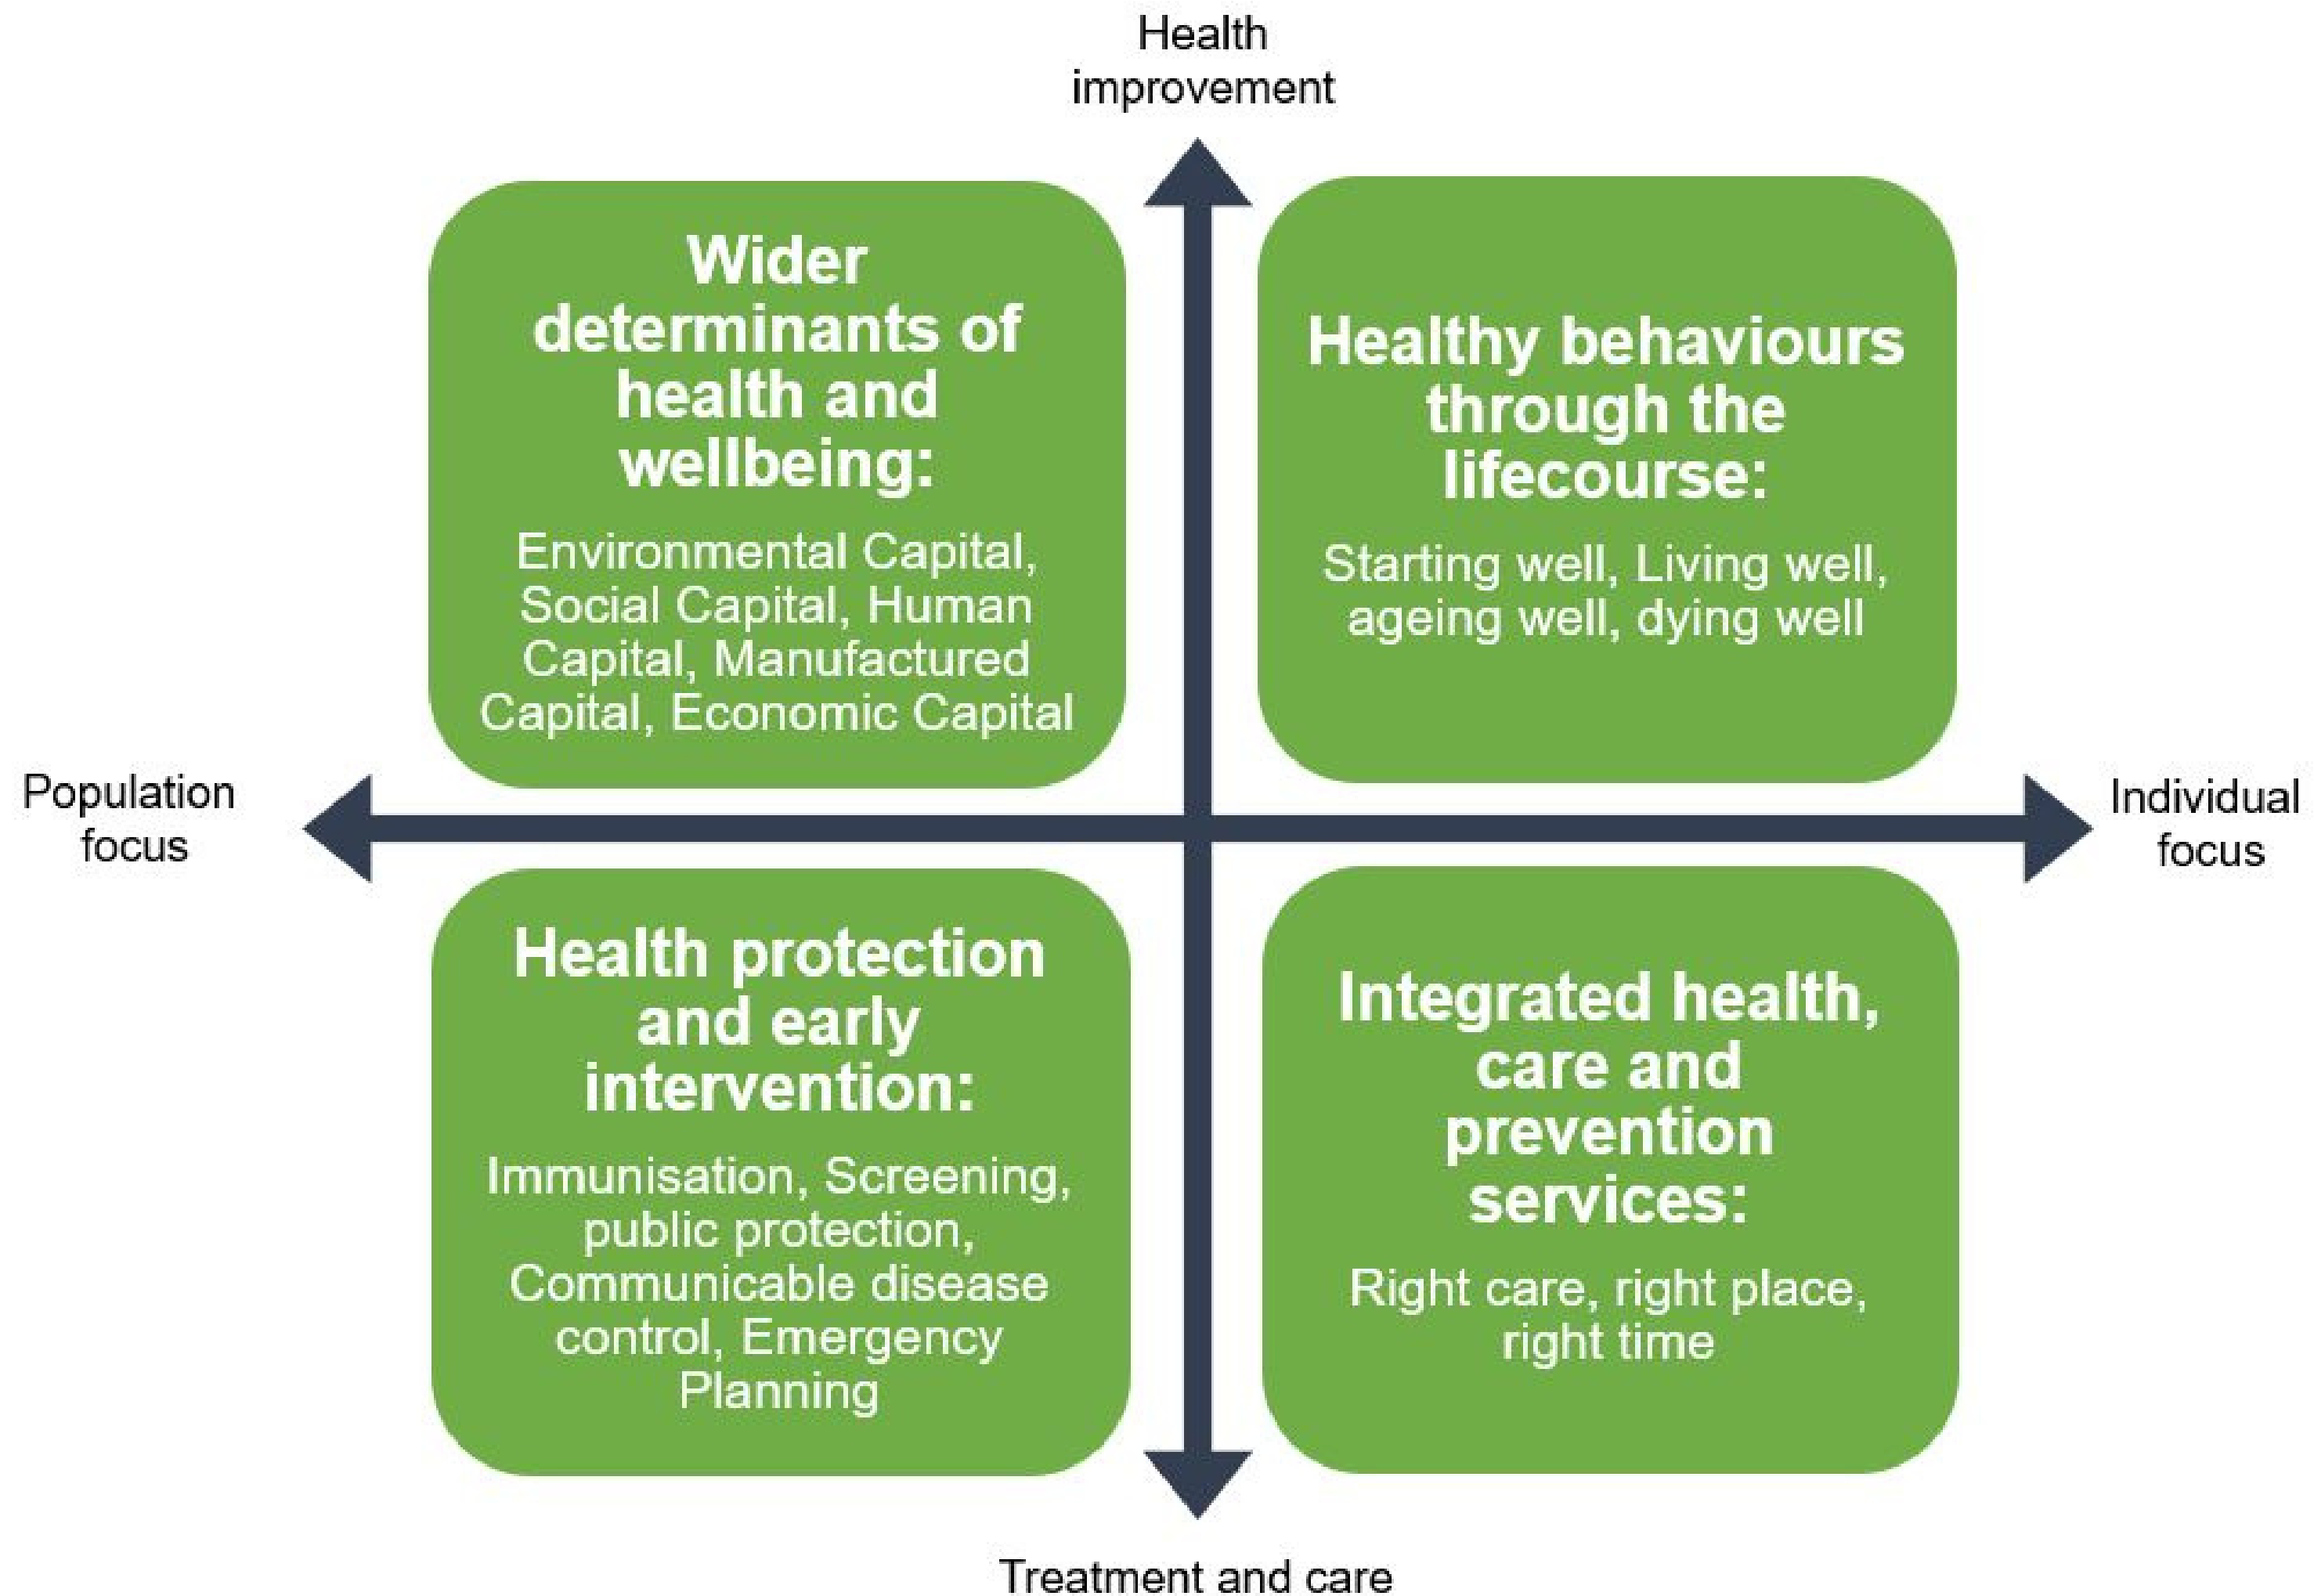 Health
improvement
Wider
determinants of
health and
wellbeing:
Environmental Capital,
Social Capital, Human
Capital, Manufactured
Capital, Economic Capital
Healthy behaviours
through the
lifecourse:
Starting well, Living well,
ageing well, dying well
Population
focus
Individual
focus
Health protection
and early
intervention:
Immunisation, Screening,
public protection,
Communicable disease
control, Emergency
Planning
Integrated health,
care and
prevention
services:
Right care, right place,
right time
Treatment and care